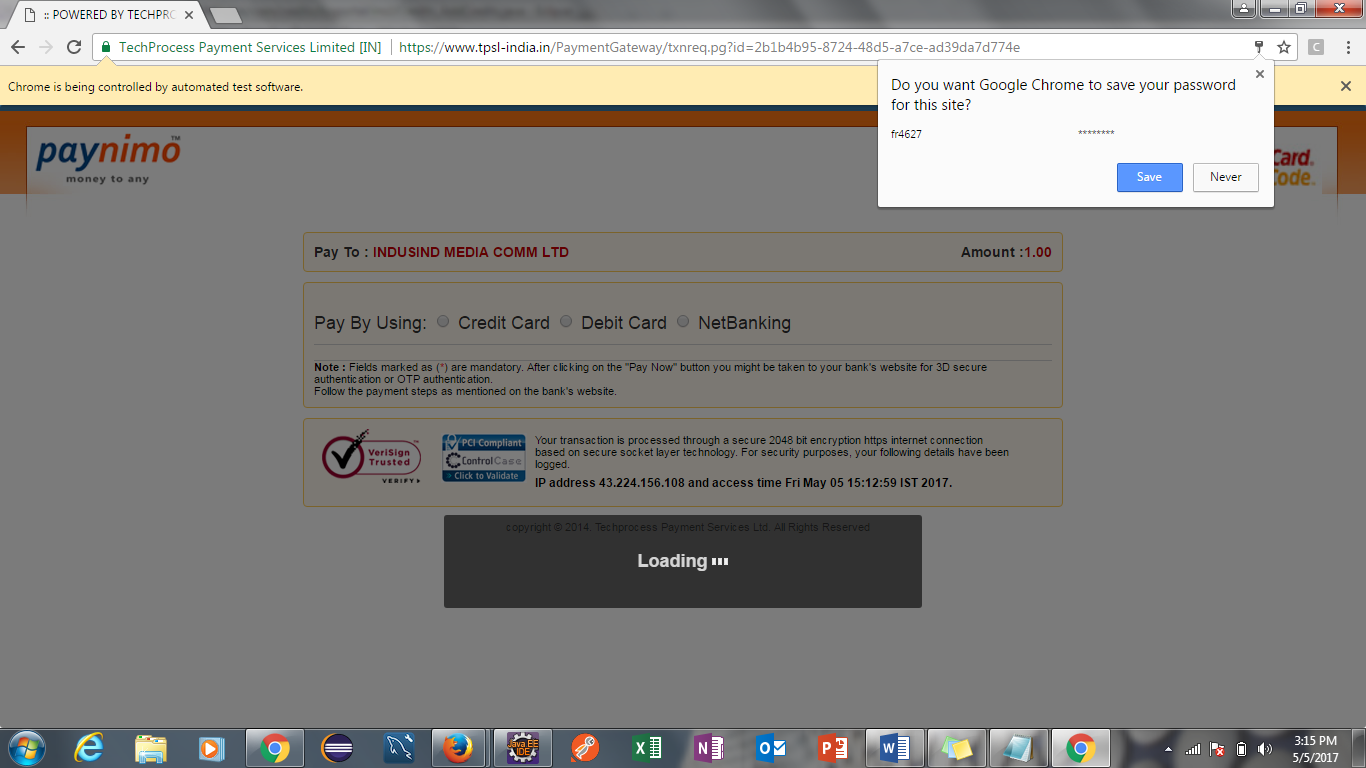 :: POWERED BY TECHPRO
TechProcess Payment Services Limited [IN]
https://www.tpsl-india.in/PaymentGateway/txnreq.pg?id=2b1b4b95-8724-48d5-a7ce-ad39da7d774e
C
Chrome is being controlled by automated test software.
Do you want Google Chrome to save your password
for this site?
fr4627 ********
Save Never
paynimo™
money to any
Card.
Code.
Pay To : INDUSIND MEDIA COMM LTD Amount :1.00
Pay By Using: Credit Card Debit Card NetBanking
Note : Fields marked as (*) are mandatory. After clicking on the "Pay Now" button you might be taken to your bank's website for 3D secure
authentication or OTP authentication.
Follow the payment steps as mentioned on the bank's website.
VeriSign
Trusted
VERIFY
PCI Compliant
ControlCase
Click to Validate
Your transaction is processed through a secure 2048 bit encryption https internet connection
based on secure socket layer technology. For security purposes, your following details have been
logged.
IP address 43.224.156.108 and access time Fri May 05 15:12:59 IST 2017.
copyright © 2014. Techprocess Payment Services Ltd. All Rights Reserved
Loading
Java EE
IDE
3:15 PM
5/5/2017